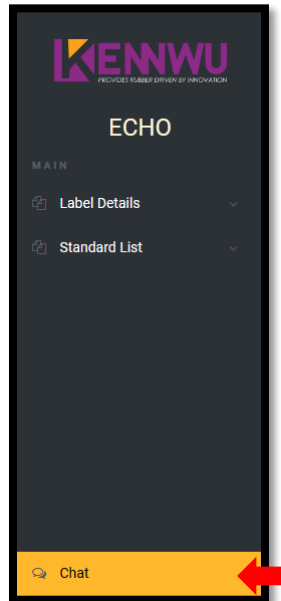 KENNWU
PROVIDES RUBBER DRIVEN BY INNOVATION
ECHO
MAIN
Label Details
Standard List
Chat